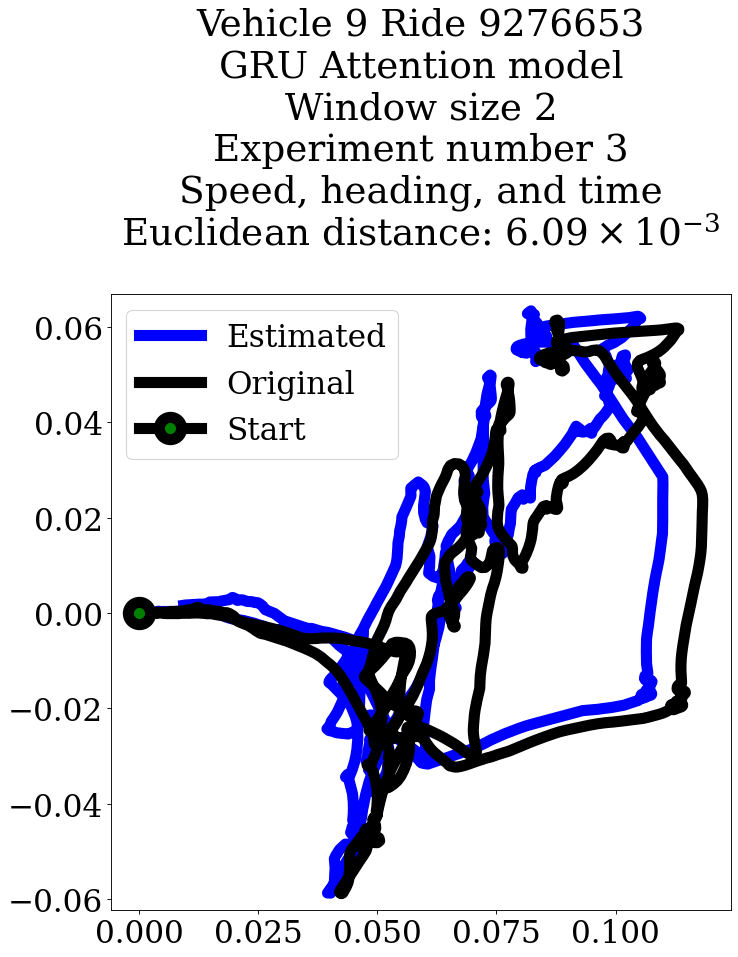 Vehicle 9 Ride 9276653
GRU Attention model
Window size 2
Experiment number 3
Speed, heading, and time
Euclidean distance: 6.09 × 10⁻³
Estimated
Original
Start
0.06
0.04
0.02
0.00
−0.02
−0.04
−0.06
0.000 0.025 0.050 0.075 0.100